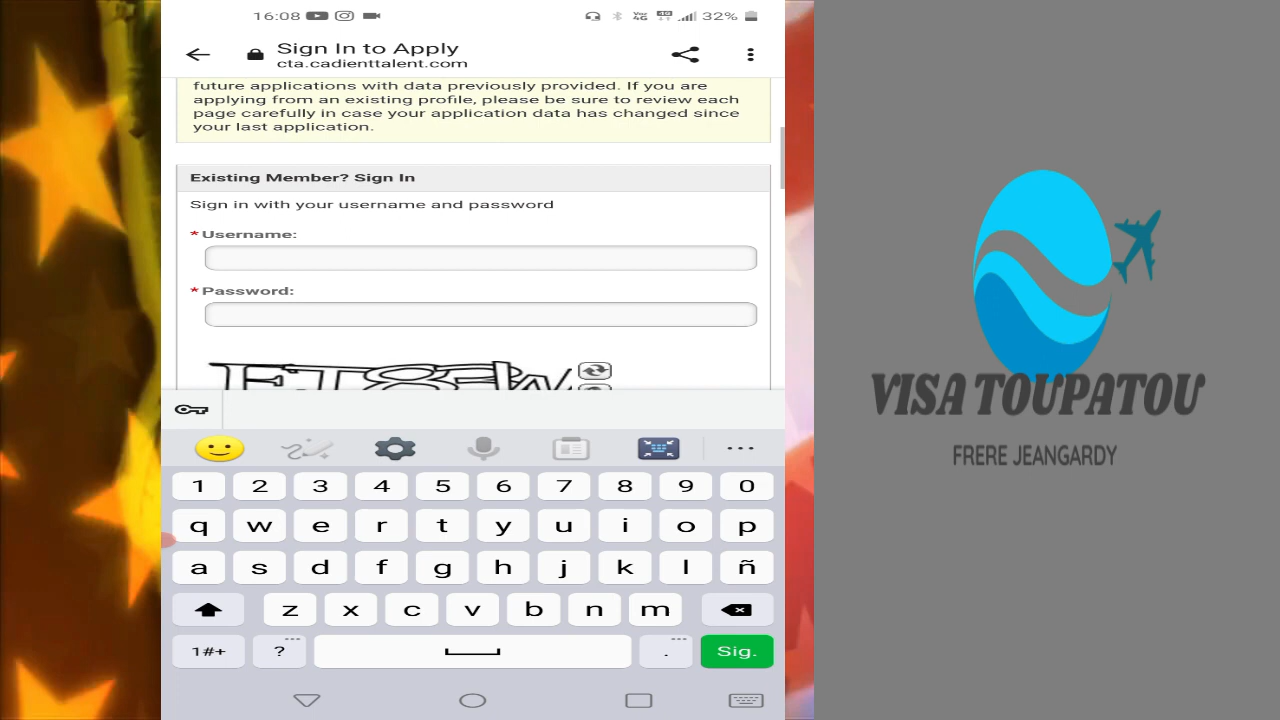 16:08
32%
Sign In to Apply
cta.cadienttalent.com
future applications with data previously provided. If you are
applying from an existing profile, please be sure to review each
page carefully in case your application data has changed since
your last application.
Existing Member? Sign In
Sign in with your username and password
* Username:
* Password:
1 2 3 4 5 6 7 8 9 0
q w e r t y u i o p
a s d f g h j k l ñ
z x c v b n m
1#+ ? . Sig.
VISA TOUPATOU
FRERE JEANGARDY